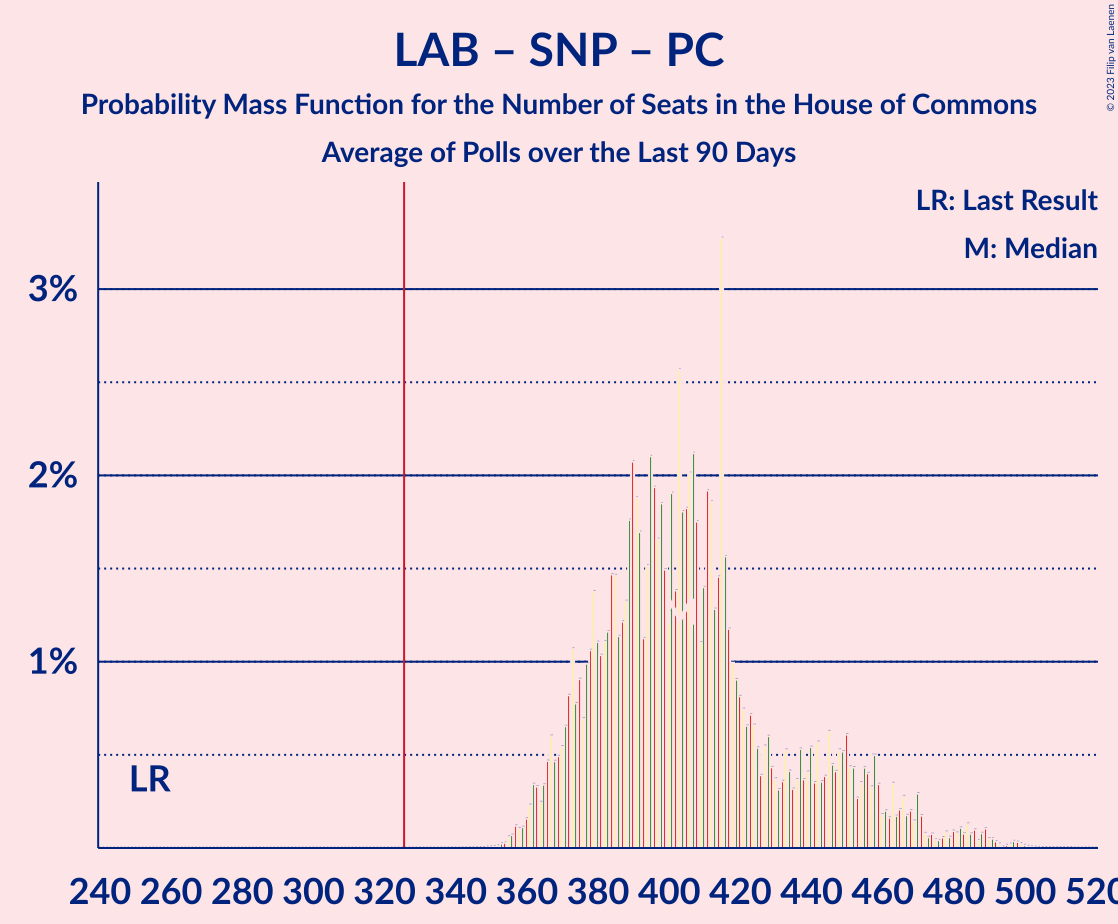 LAB – SNP – PC
Probability Mass Function for the Number of Seats in the House of Commons
Average of Polls over the Last 90 Days
© 2023 Filip van Laenen
LR: Last Result
M: Median
3%
2%
1%
LR
240 260 280 300 320 340 360 380 400 420 440 460 480 500 520